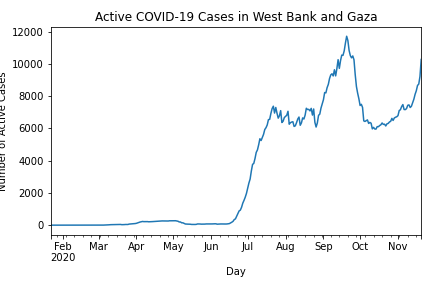 Active COVID-19 Cases in West Bank and Gaza
Number of Active Cases
12000
10000
8000
6000
4000
2000
0
Feb Mar Apr May Jun Jul Aug Sep Oct Nov
2020
Day